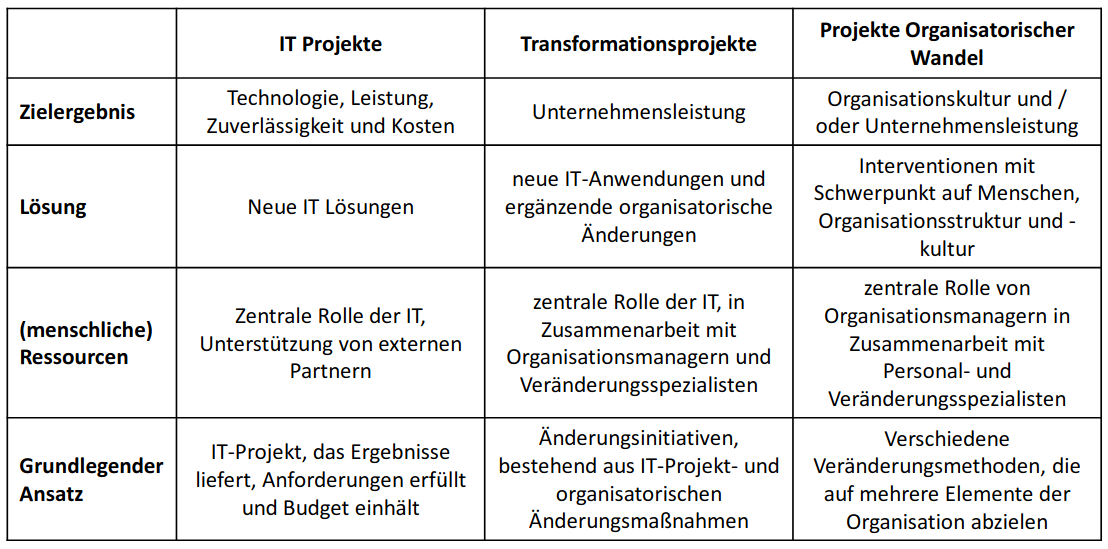 IT Projekte
Transformationsprojekte
Projekte Organisatorischer
Wandel
Zielergebnis
Technologie, Leistung,
Zuverlässigkeit und Kosten
Unternehmensleistung
Organisationskultur und /
oder Unternehmensleistung
Lösung
Neue IT Lösungen
neue IT-Anwendungen und
ergänzende organisatorische
Änderungen
Interventionen mit
Schwerpunkt auf Menschen,
Organisationsstruktur und -
kultur
(menschliche)
Ressourcen
Zentrale Rolle der IT,
Unterstützung von externen
Partnern
zentrale Rolle der IT, in
Zusammenarbeit mit
Organisationsmanagern und
Veränderungsspezialisten
zentrale Rolle von
Organisationsmanagern in
Zusammenarbeit mit
Personal- und
Veränderungsspezialisten
Grundlegender
Ansatz
IT-Projekt, das Ergebnisse
liefert, Anforderungen erfüllt
und Budget einhält
Änderungsinitiativen,
bestehend aus IT-Projekt- und
organisatorischen
Änderungsmaßnahmen
Verschiedene
Veränderungsmethoden, die
auf mehrere Elemente der
Organisation abzielen